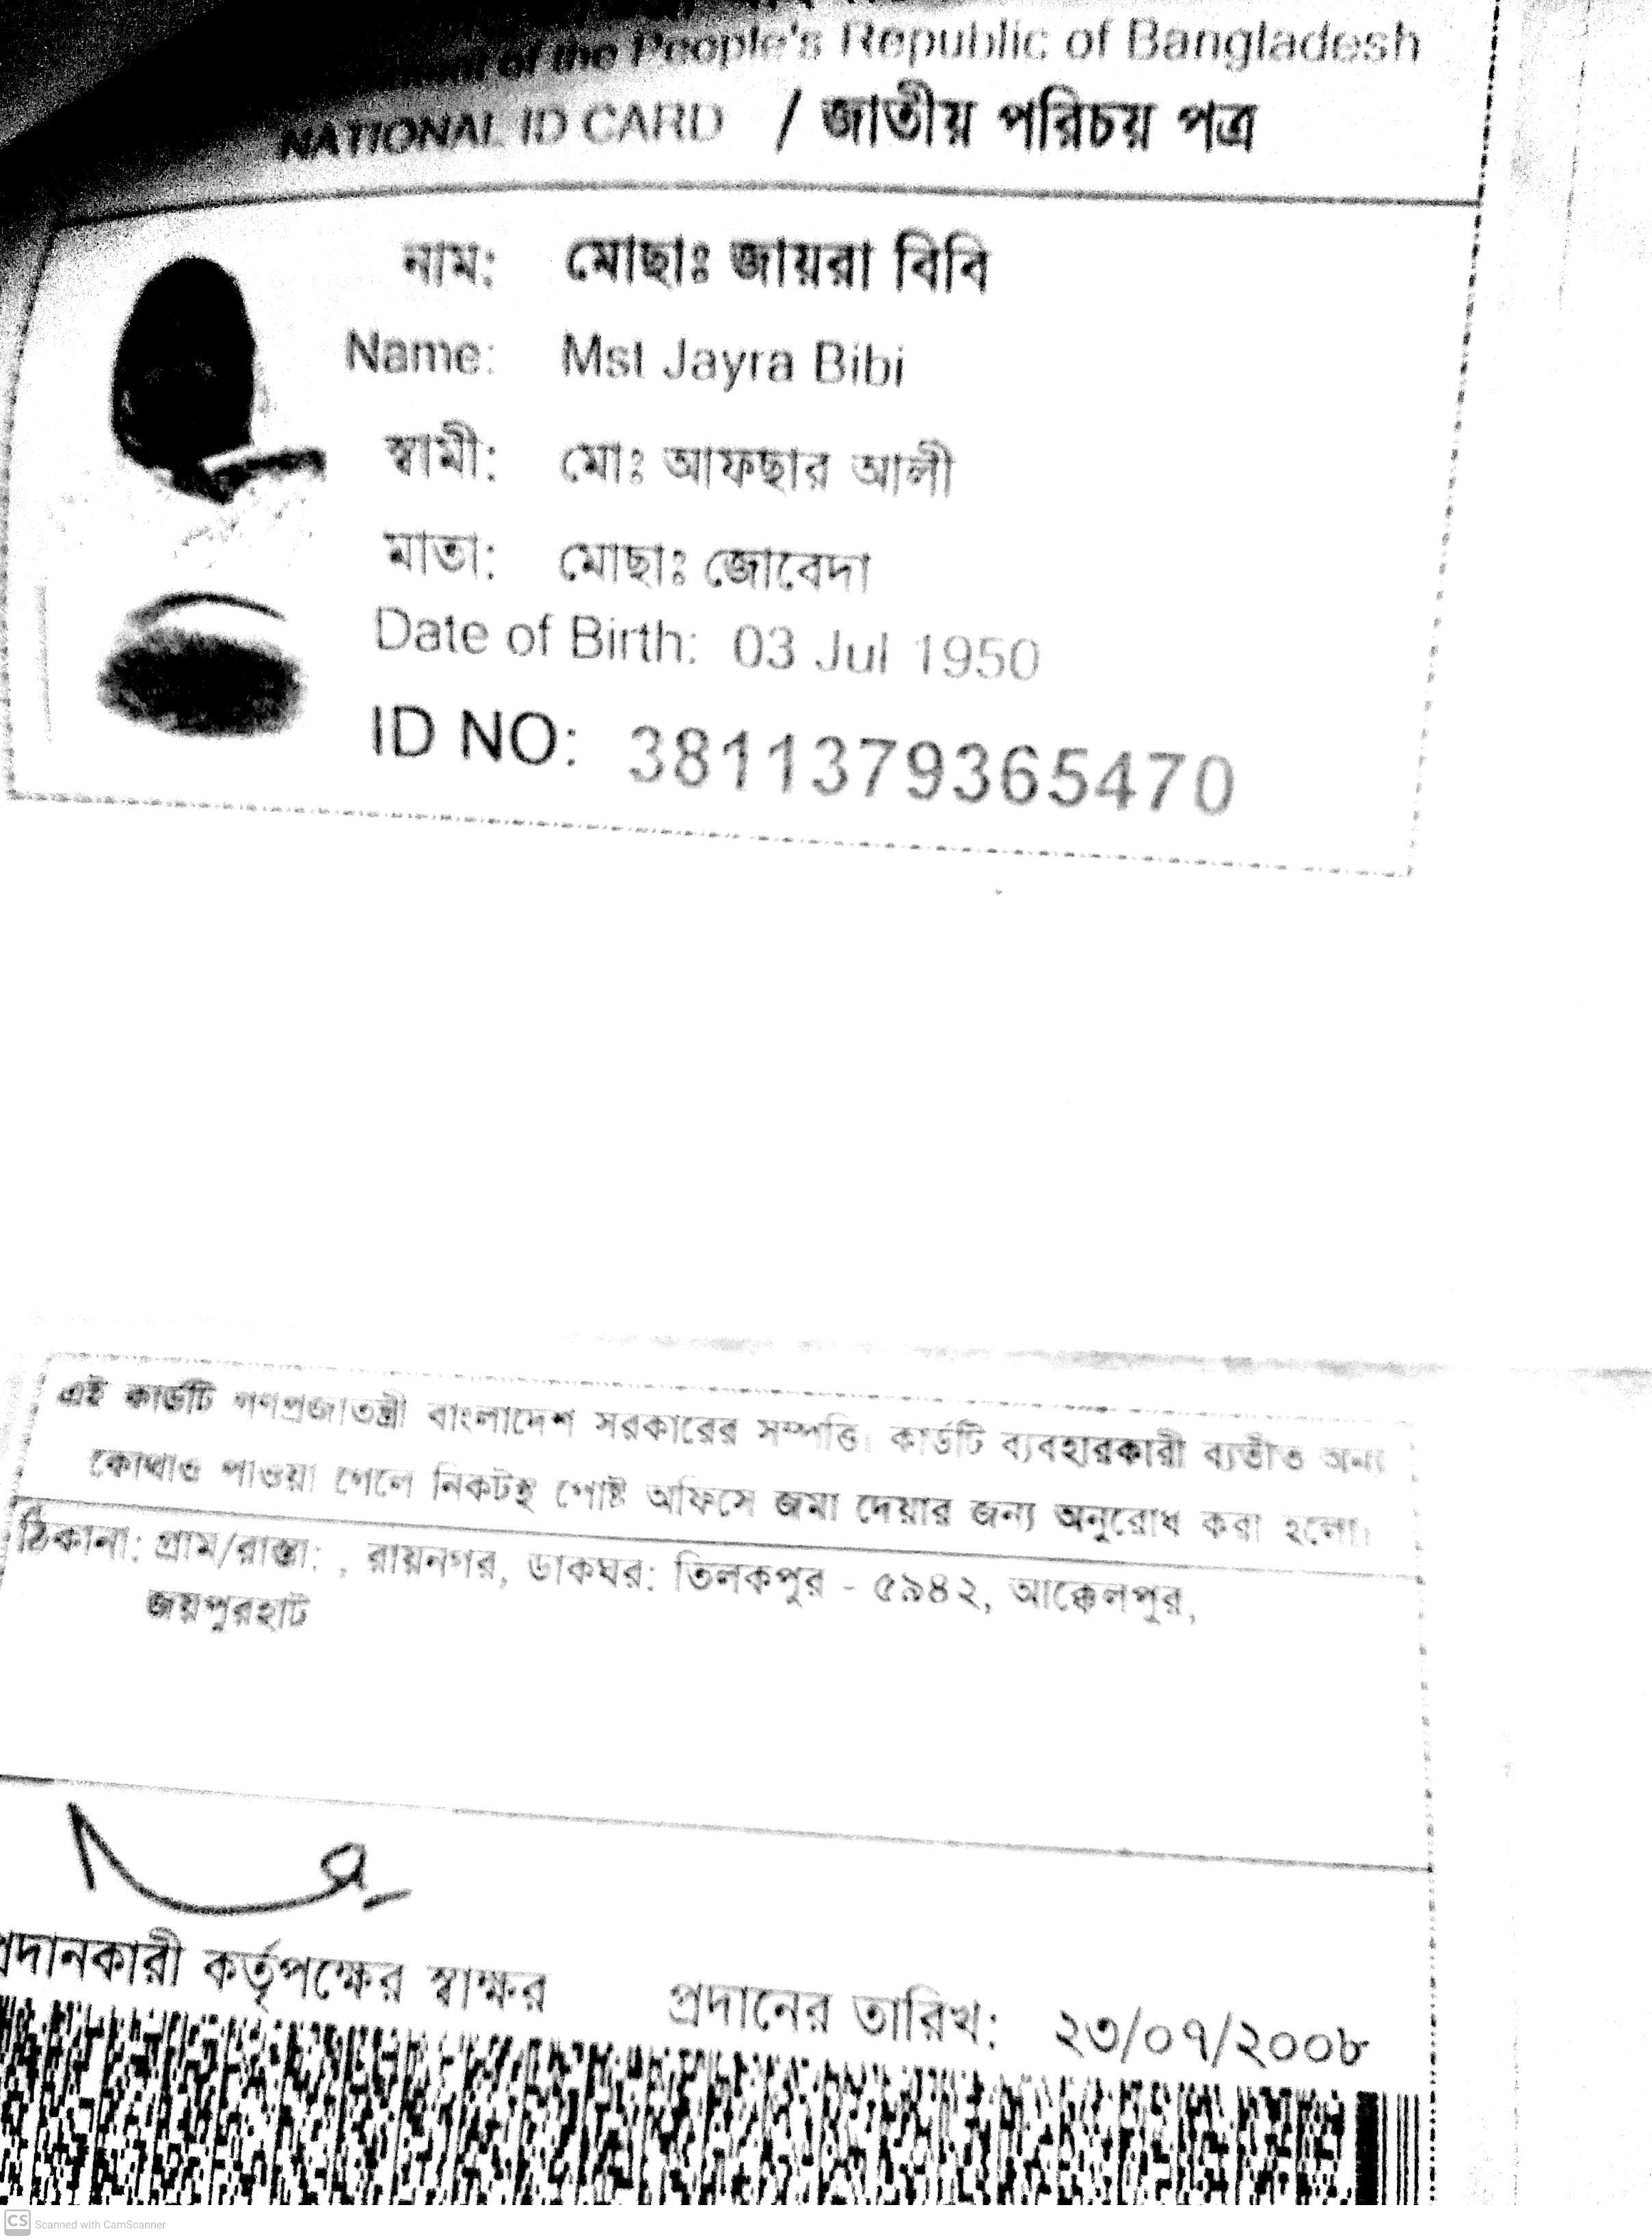 of the People's Republic of Bangladesh
NATIONAL ID CARD / জাতীয় পরিচয় পত্র
নাম: মোছাঃ জায়রা বিবি
Name: Mst Jayra Bibi
স্বামী: মোঃ আফছার আলী
মাতা: মোছাঃ জোবেদা
Date of Birth: 03 Jul 1950
ID NO: 3811379365470
এই কার্ডটি গণপ্রজাতন্ত্রী বাংলাদেশ সরকারের সম্পত্তি। কার্ডটি ব্যবহারকারী ব্যতীত অন্য
কোথাও পাওয়া গেলে নিকটস্থ পোষ্ট অফিসে জমা দেয়ার জন্য অনুরোধ করা হলো।
ঠিকানা: গ্রাম/রাস্তা: , রায়নগর, ডাকঘর: তিলকপুর - ৫৯৪২, আক্কেলপুর,
জয়পুরহাট
প্রদানকারী কর্তৃপক্ষের স্বাক্ষর প্রদানের তারিখ: ২৩/০৭/২০০৮
CS Scanned with CamScanner